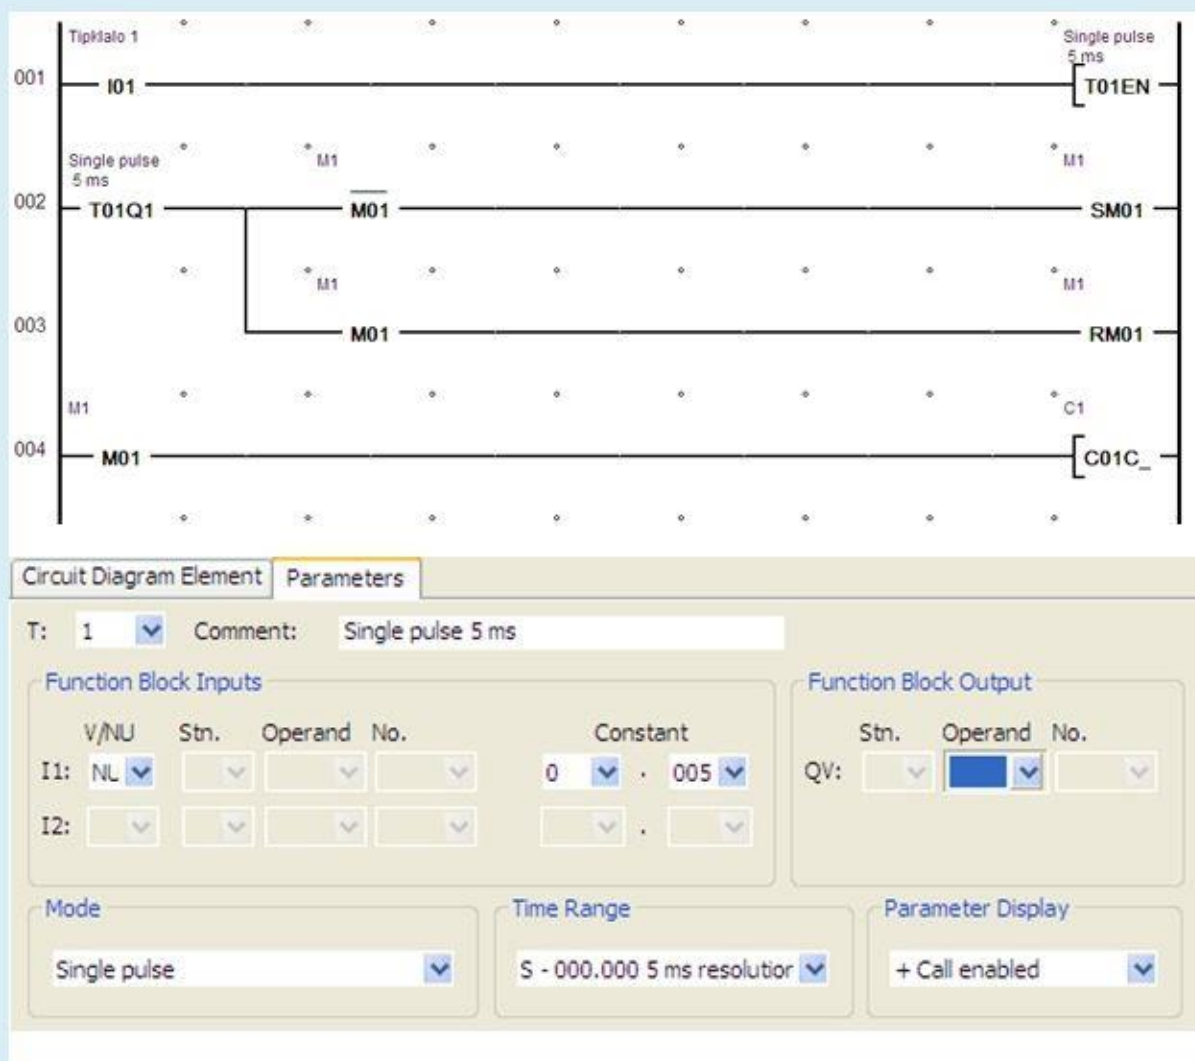 Tipklalo 1 Single pulse
5 ms
001 I01 T01EN
Single pulse M1 M1
5 ms
002 T01Q1 M01 SM01
M1 M1
003 M01 RM01
M1 C1
004 M01 C01C_
Circuit Diagram Element Parameters
T: 1 Comment: Single pulse 5 ms
Function Block Inputs Function Block Output
V/NU Stn. Operand No. Constant Stn. Operand No.
I1: NU 0 . 005 QV:
I2: .
Mode Time Range Parameter Display
Single pulse S - 000.000 5 ms resolutior + Call enabled